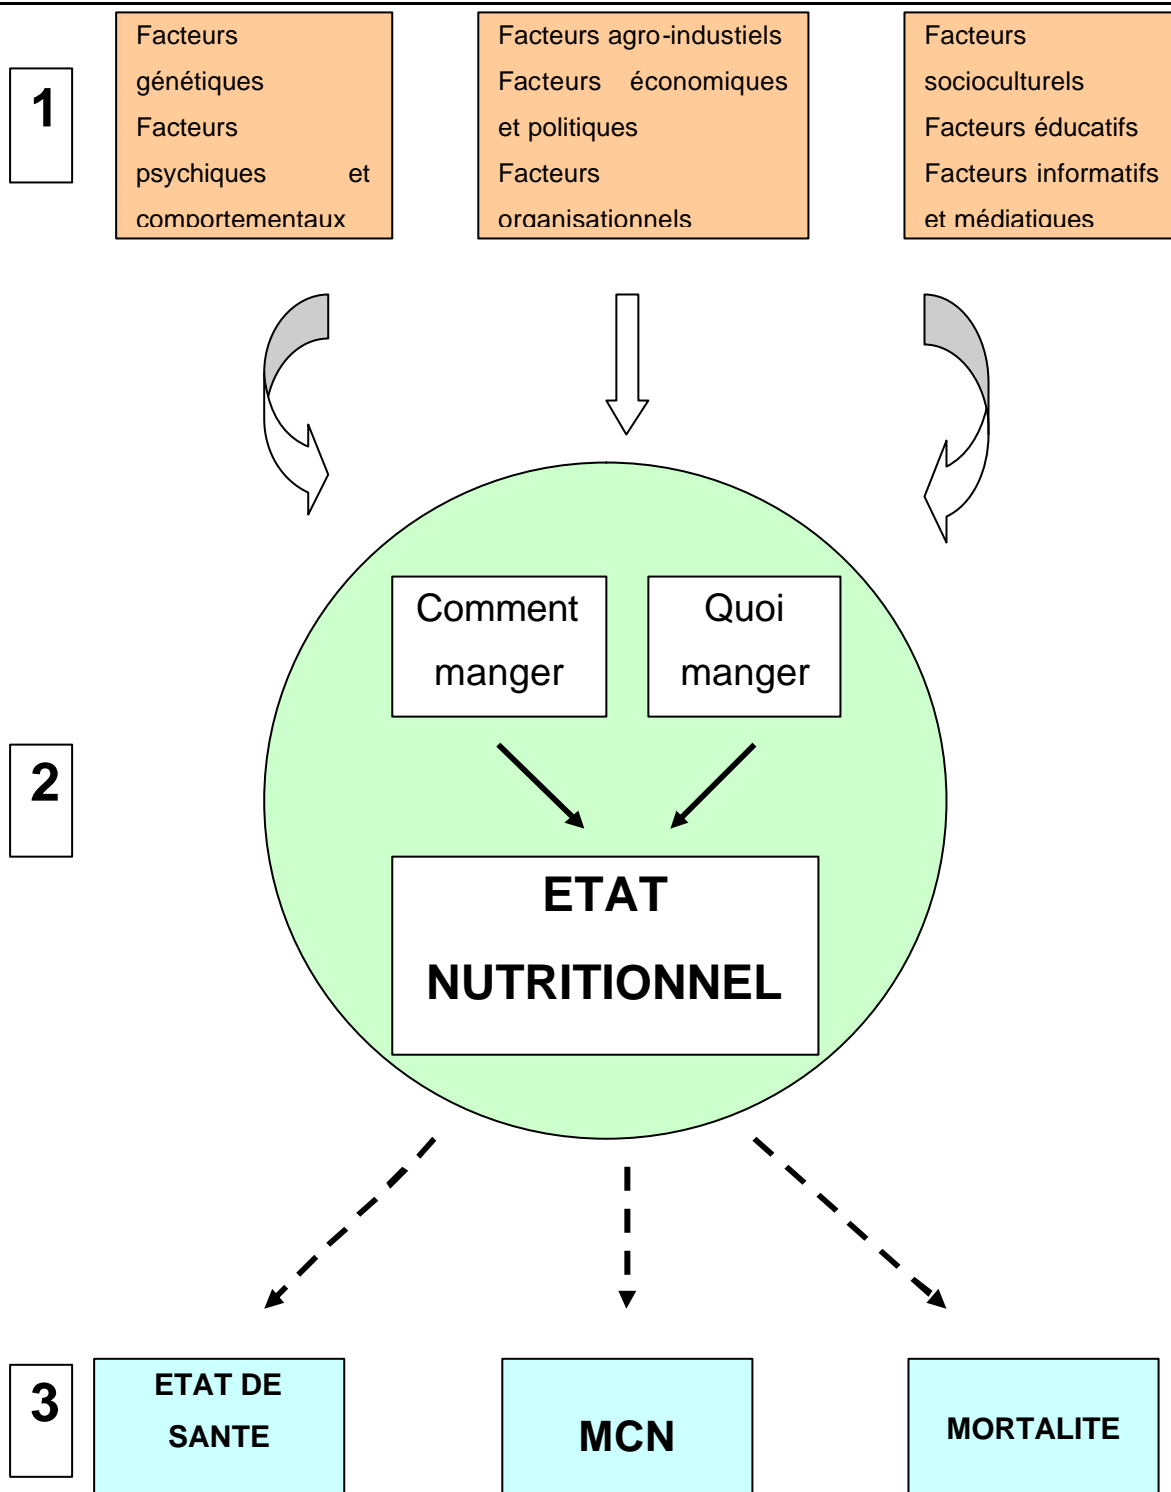 1
Facteurs
génétiques
Facteurs
psychiques et
comportementaux
Facteurs agro-industiels
Facteurs économiques
et politiques
Facteurs
organisationnels
Facteurs
socioculturels
Facteurs éducatifs
Facteurs informatifs
et médiatiques
2
Comment
manger
Quoi
manger
ETAT
NUTRITIONNEL
3
ETAT DE
SANTE
MCN
MORTALITE